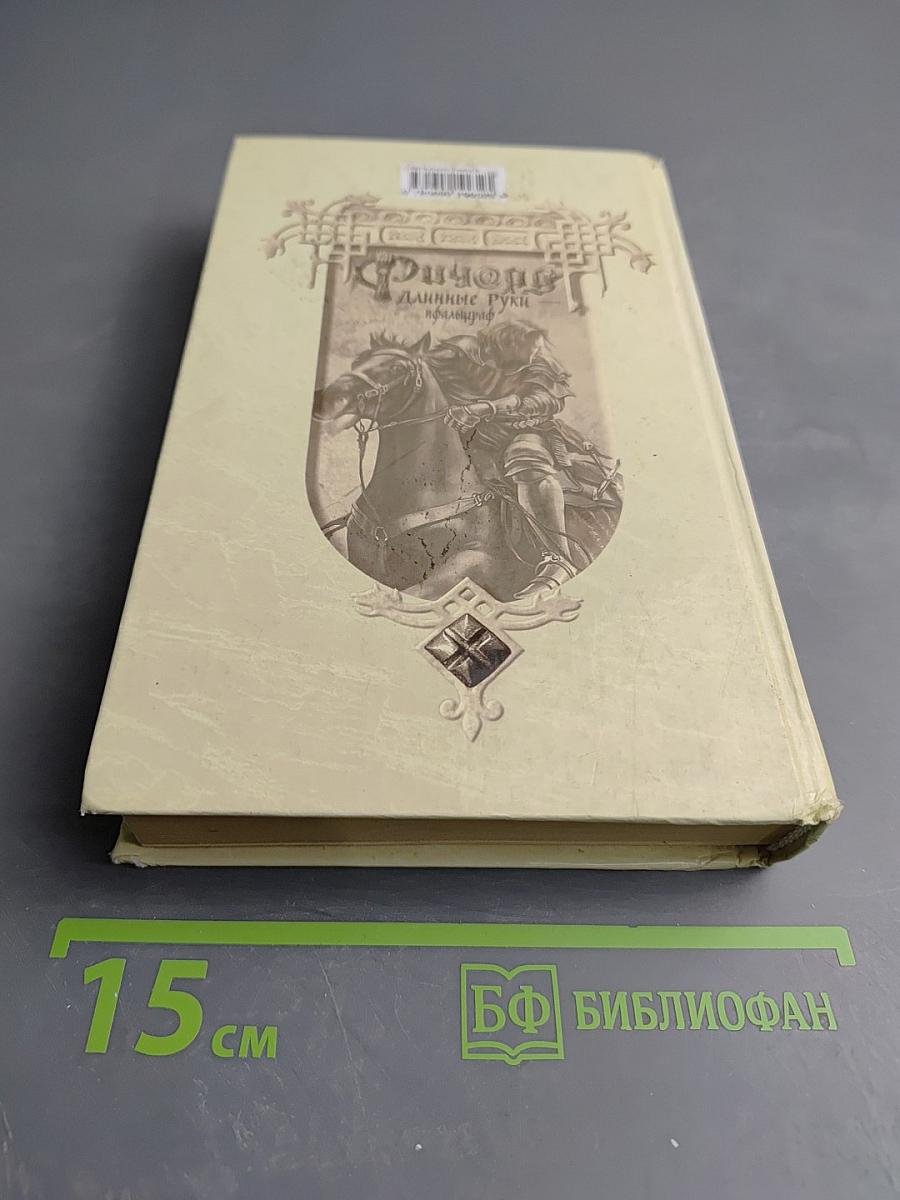 Ричард
Длинные Руки —
пфальцграф
15 см
БФ
БИБЛИОФАН